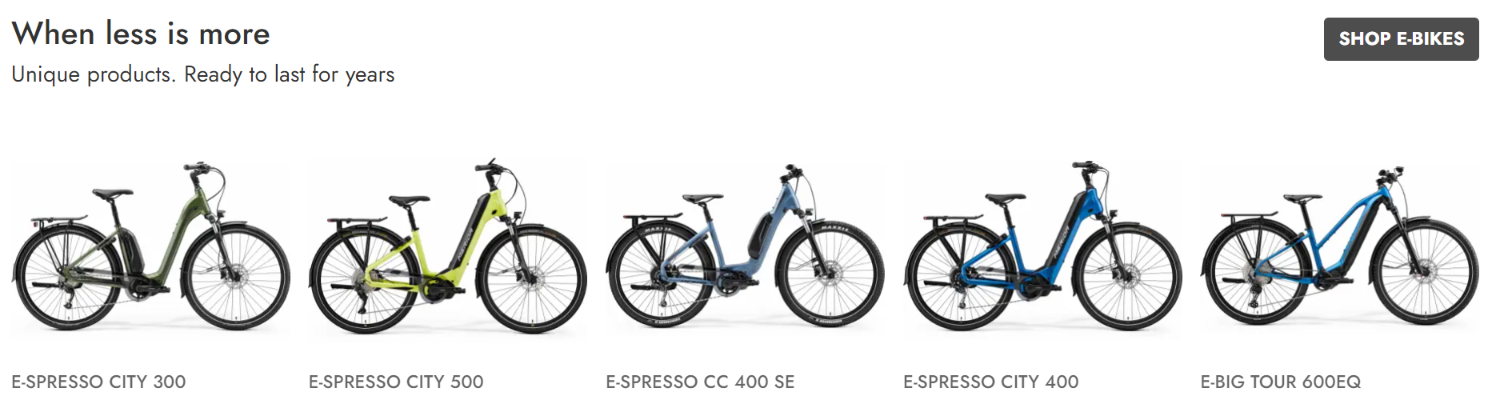 When less is more
SHOP E-BIKES
Unique products. Ready to last for years
MAXXIS
E-SPRESSO CITY 300
E-SPRESSO CITY 500
E-SPRESSO CC 400 SE
E-SPRESSO CITY 400
E-BIG TOUR 600EQ